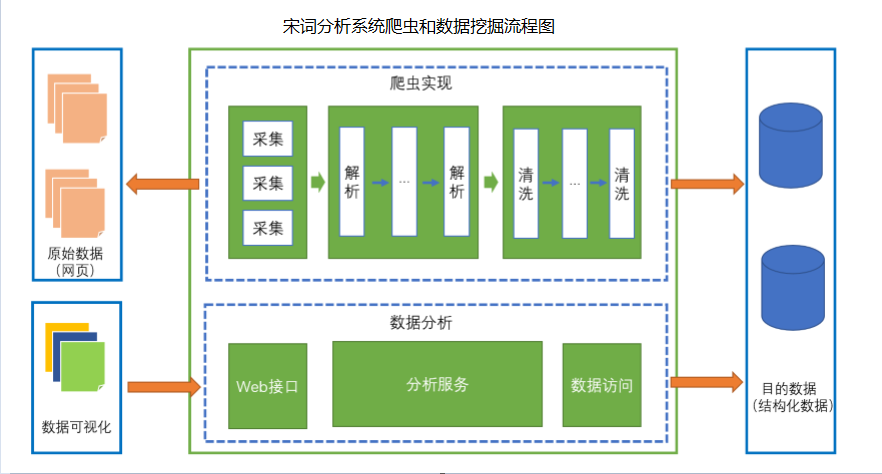 宋词分析系统爬虫和数据挖掘流程图
原始数据
（网页）
数据可视化
爬虫实现
采集
采集
采集
解析
...
解析
清洗
...
清洗
数据分析
Web接口
分析服务
数据访问
目的数据
（结构化数据）